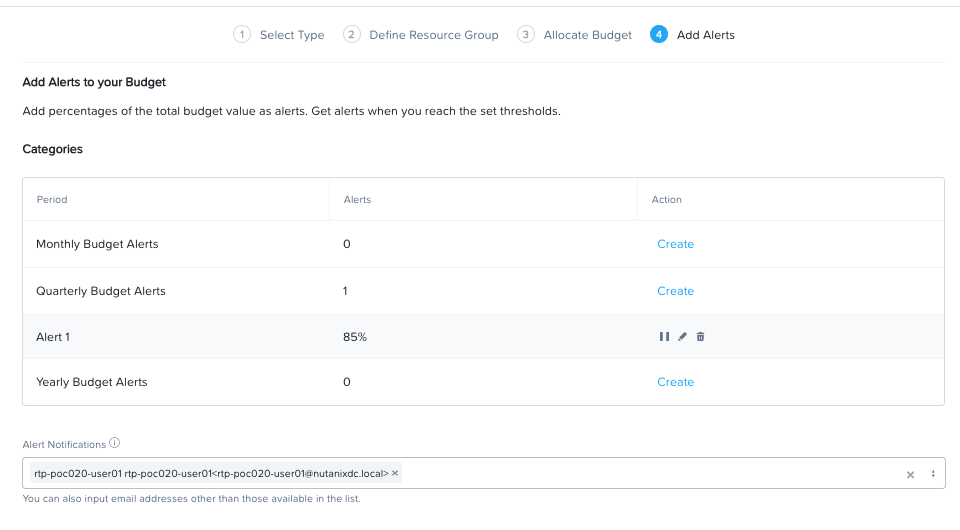 1 Select Type 2 Define Resource Group 3 Allocate Budget 4 Add Alerts
Add Alerts to your Budget
Add percentages of the total budget value as alerts. Get alerts when you reach the set thresholds.
Categories
Period Alerts Action
Monthly Budget Alerts 0 Create
Quarterly Budget Alerts 1 Create
Alert 1 85%
Yearly Budget Alerts 0 Create
Alert Notifications
rtp-poc020-user01 rtp-poc020-user01<rtp-poc020-user01@nutanixdc.local>
You can also input email addresses other than those available in the list.